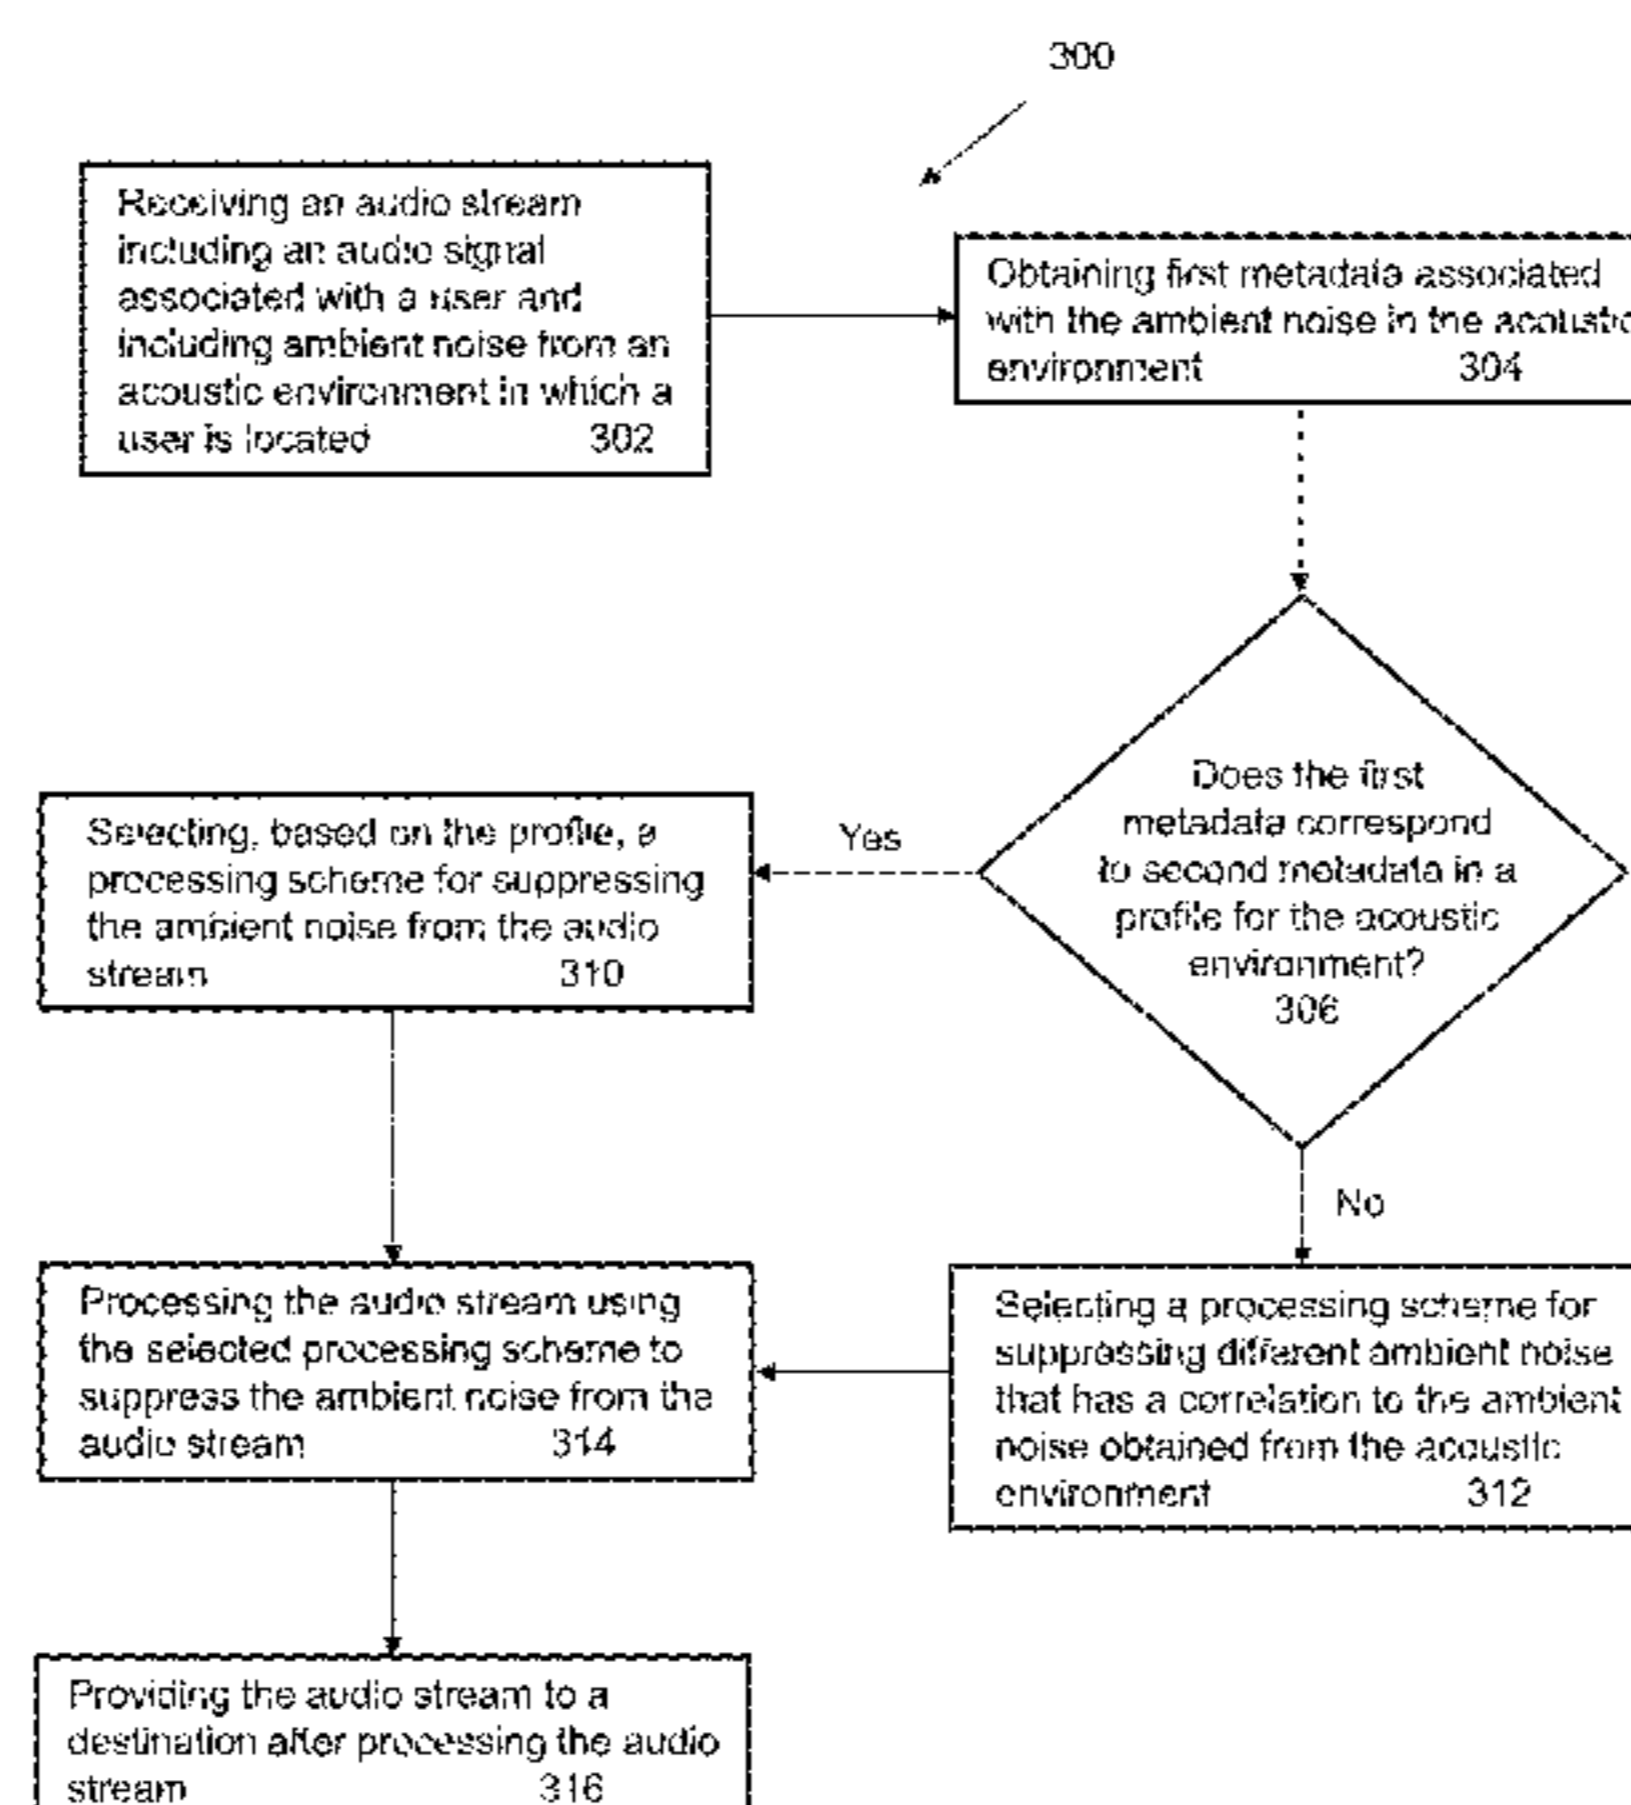 300
Receiving an audio stream
including an audio signal
associated with a user and
including ambient noise from an
acoustic environment in which a
user is located 302
Obtaining first metadata associated
with the ambient noise in the acoustic
environment 304
Does the first
metadata correspond
to second metadata in a
profile for the acoustic
environment?
306
Yes
Selecting, based on the profile, a
processing scheme for suppressing
the ambient noise from the audio
stream 310
No
Selecting a processing scheme for
suppressing different ambient noise
that has a correlation to the ambient
noise obtained from the acoustic
environment 312
Processing the audio stream using
the selected processing scheme to
suppress the ambient noise from the
audio stream 314
Providing the audio stream to a
destination after processing the audio
stream 316